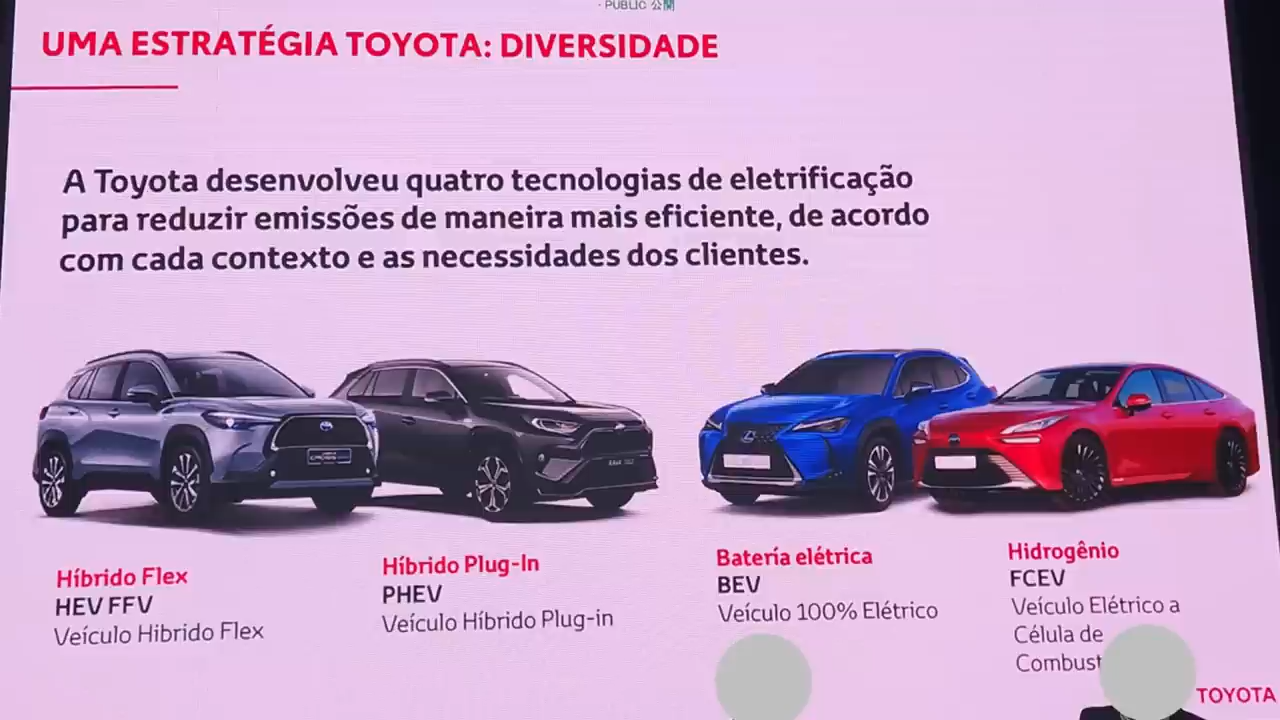 - PUBLIC 公開
UMA ESTRATÉGIA TOYOTA: DIVERSIDADE
A Toyota desenvolveu quatro tecnologias de eletrificação
para reduzir emissões de maneira mais eficiente, de acordo
com cada contexto e as necessidades dos clientes.
Híbrido Flex
HEV FFV
Veículo Hibrido Flex
Híbrido Plug-In
PHEV
Veículo Híbrido Plug-in
Bateria elétrica
BEV
Veículo 100% Elétrico
Hidrogênio
FCEV
Veículo Elétrico a
Célula de
TOYOTA